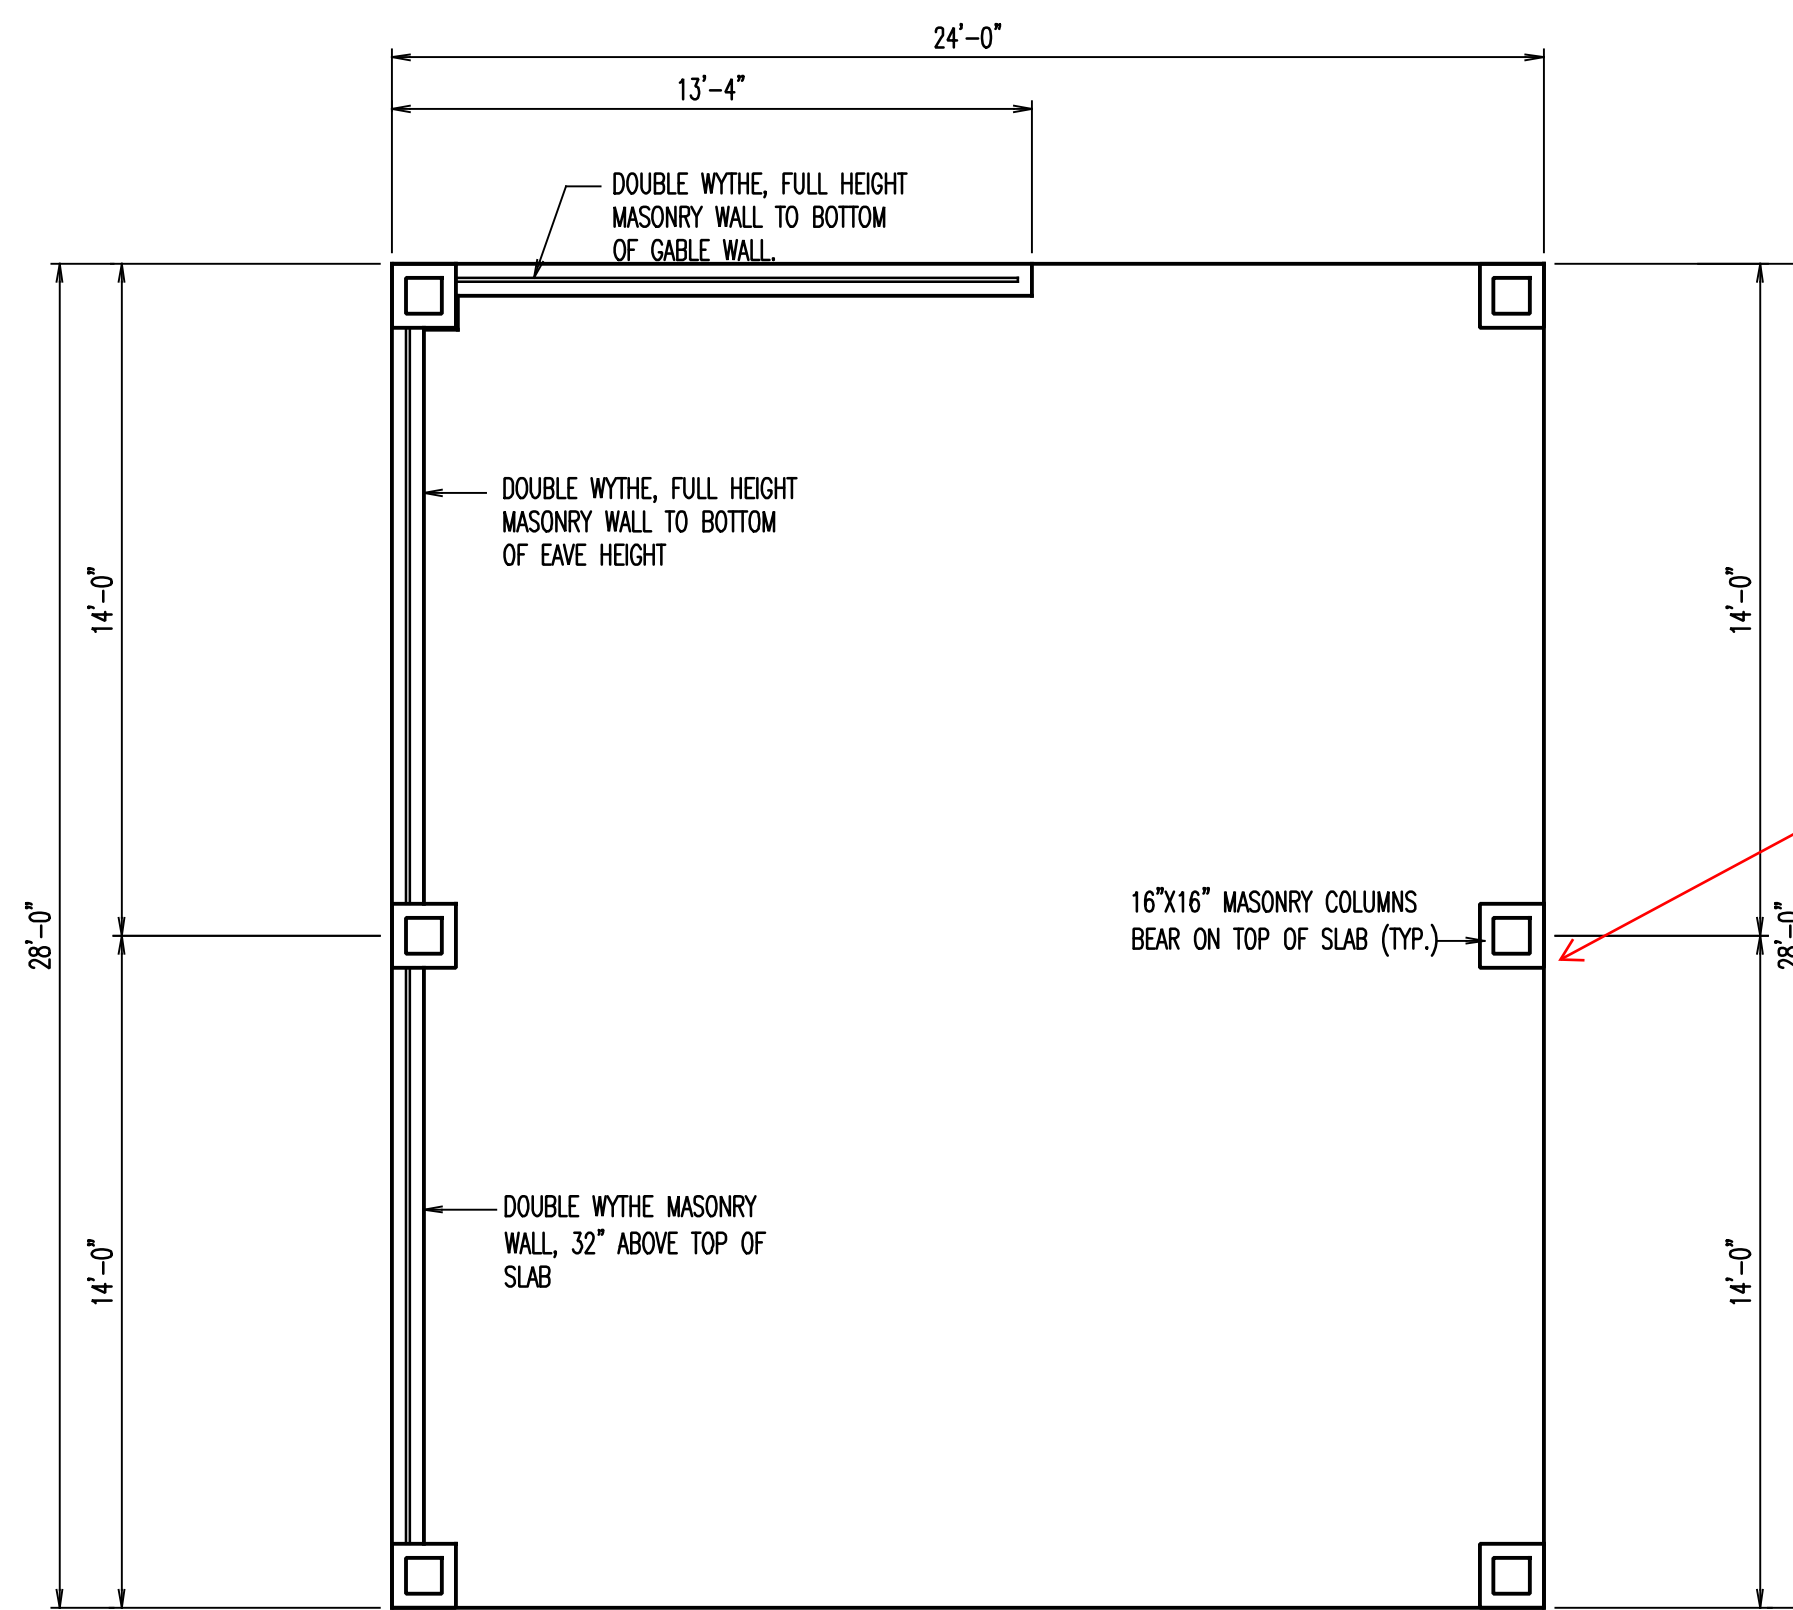 24'-0"
13'-4"
DOUBLE WYTHE, FULL HEIGHT
MASONRY WALL TO BOTTOM
OF GABLE WALL.
DOUBLE WYTHE, FULL HEIGHT
MASONRY WALL TO BOTTOM
OF EAVE HEIGHT
14'-0"
14'-0"
28'-0"
16"X16" MASONRY COLUMNS
BEAR ON TOP OF SLAB (TYP.)
28'-0"
DOUBLE WYTHE MASONRY
WALL, 32" ABOVE TOP OF
SLAB
14'-0"
14'-0"